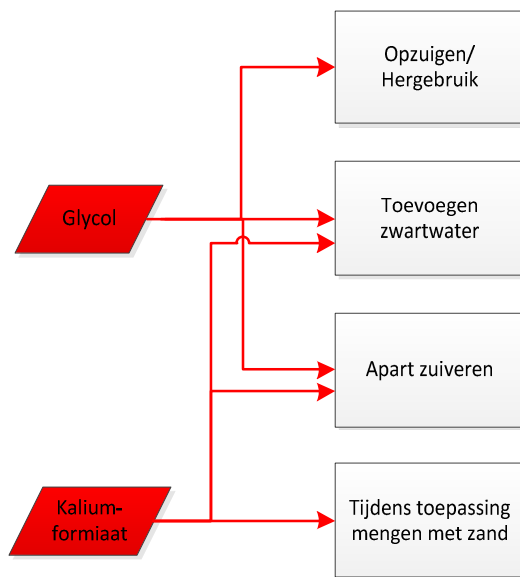 Opzuigen/
Hergebruik
Glycol
Toevoegen
zwartwater
Apart zuiveren
Kalium-
formiaat
Tijdens toepassing
mengen met zand